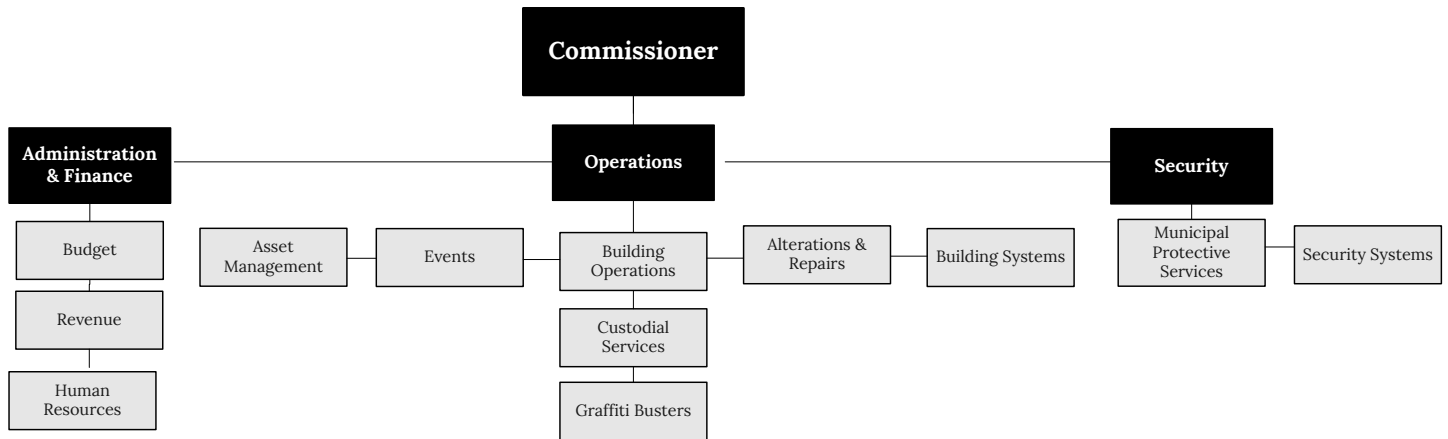 Commissioner
Administration
& Finance
Operations
Security
Budget
Revenue
Human
Resources
Asset
Management
Events
Building
Operations
Alterations &
Repairs
Building Systems
Custodial
Services
Graffiti Busters
Municipal
Protective
Services
Security Systems